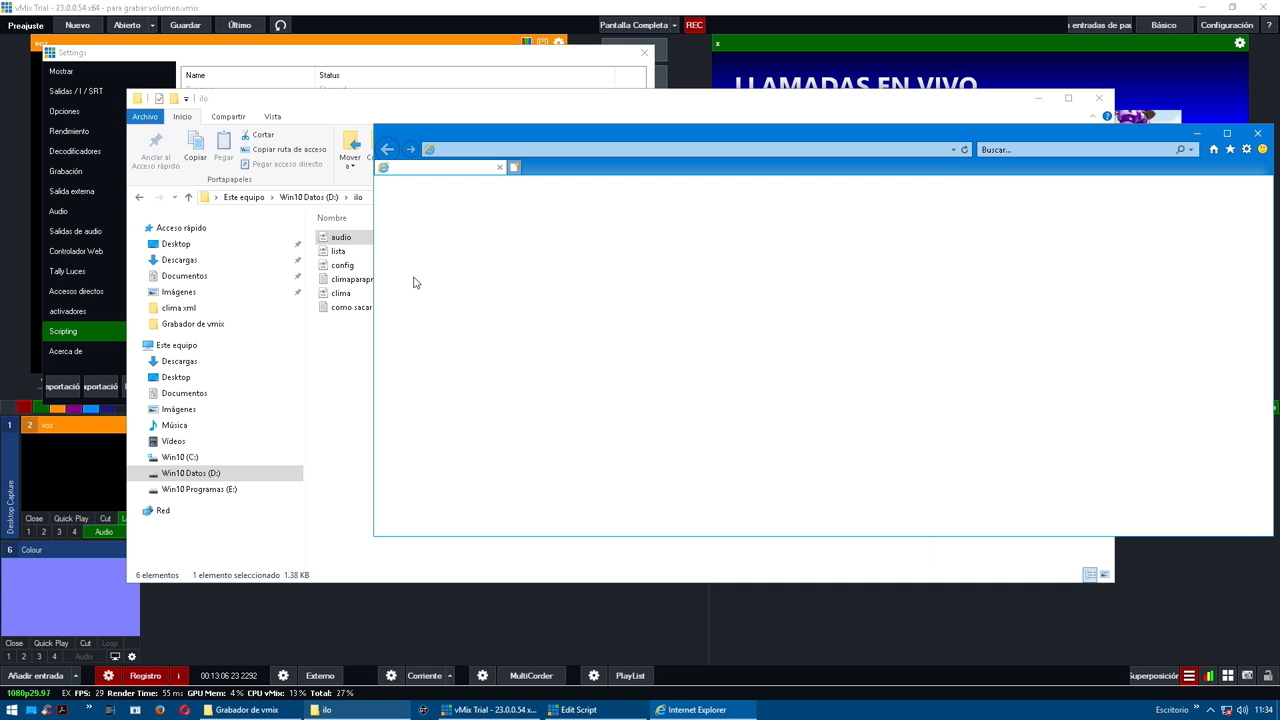 vMix Trial - 23.0.0.54 x64 - para grabar volumen.vmix
Preajuste Nuevo Abierto Guardar Último Pantalla Completa REC s entradas de pa Básico Configuración ?
voz x
Settings
LLAMADAS EN VIVO
Mostrar
Salidas / I / SRT
Opciones
Rendimiento
Decodificadores
Grabación
Salida externa
Audio
Salidas de audio
Controlador Web
Tally Luces
Accesos directos
activadores
Scripting
Acerca de
portació xportació
Name Status
ilo
Archivo Inicio Compartir Vista
Anclar al
Acceso rápido
Copiar
Pegar
Cortar
Copiar ruta de acceso
Pegar acceso directo
Mover
a
Portapapeles
Este equipo Win10 Datos (D:) ilo
Nombre
Acceso rápido
Desktop
Descargas
Documentos
Imágenes
clima xml
Grabador de vmix
Este equipo
Descargas
Desktop
Documentos
Imágenes
Música
Vídeos
Win10 (C:)
Win10 Datos (D:)
Win10 Programas (E:)
Red
audio
lista
config
climaparapr
clima
como sacar
6 elementos 1 elemento seleccionado 1.38 KB
Buscar...
1 2 voz
Desktop Capture
Close Quick Play Cut L
1 2 3 4 Audio
6 Colour
Close Quick Play Cut Loop
1 2 3 4 Audio
Añadir entrada Registro i 00:13:06 23 2292 Externo Corriente MultiCorder PlayList Superposición
1080p29.97 EX FPS: 29 Render Time: 55 ms GPU Mem: 4 % CPU vMix: 13 % Total: 27 %
Grabador de vmix ilo vMix Trial - 23.0.0.54 x... Edit Script Internet Explorer Escritorio 11:34